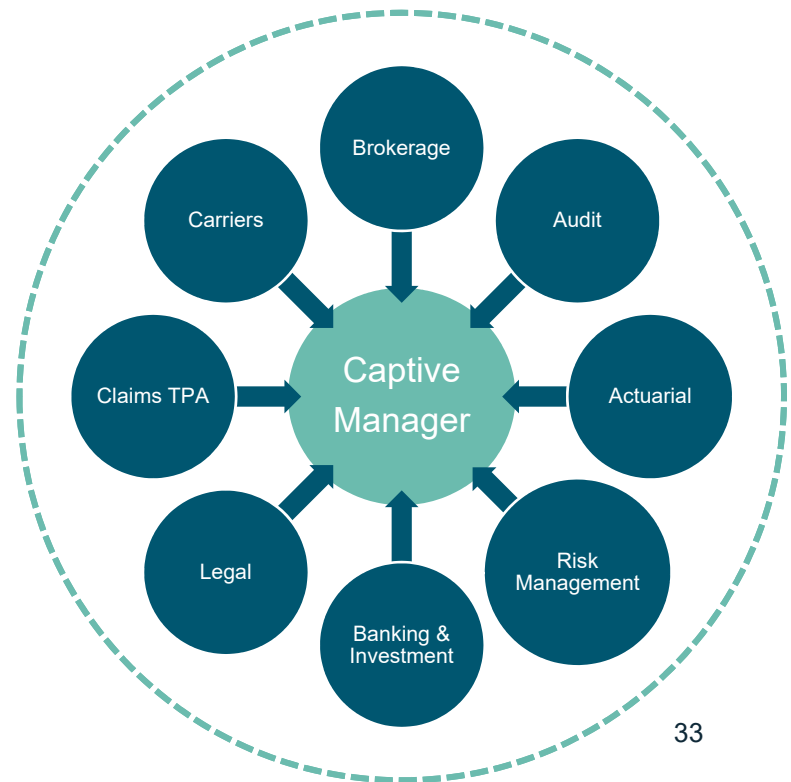 Brokerage
Carriers
Audit
Captive
Manager
Claims TPA
Actuarial
Legal
Risk
Management
Banking &
Investment
33